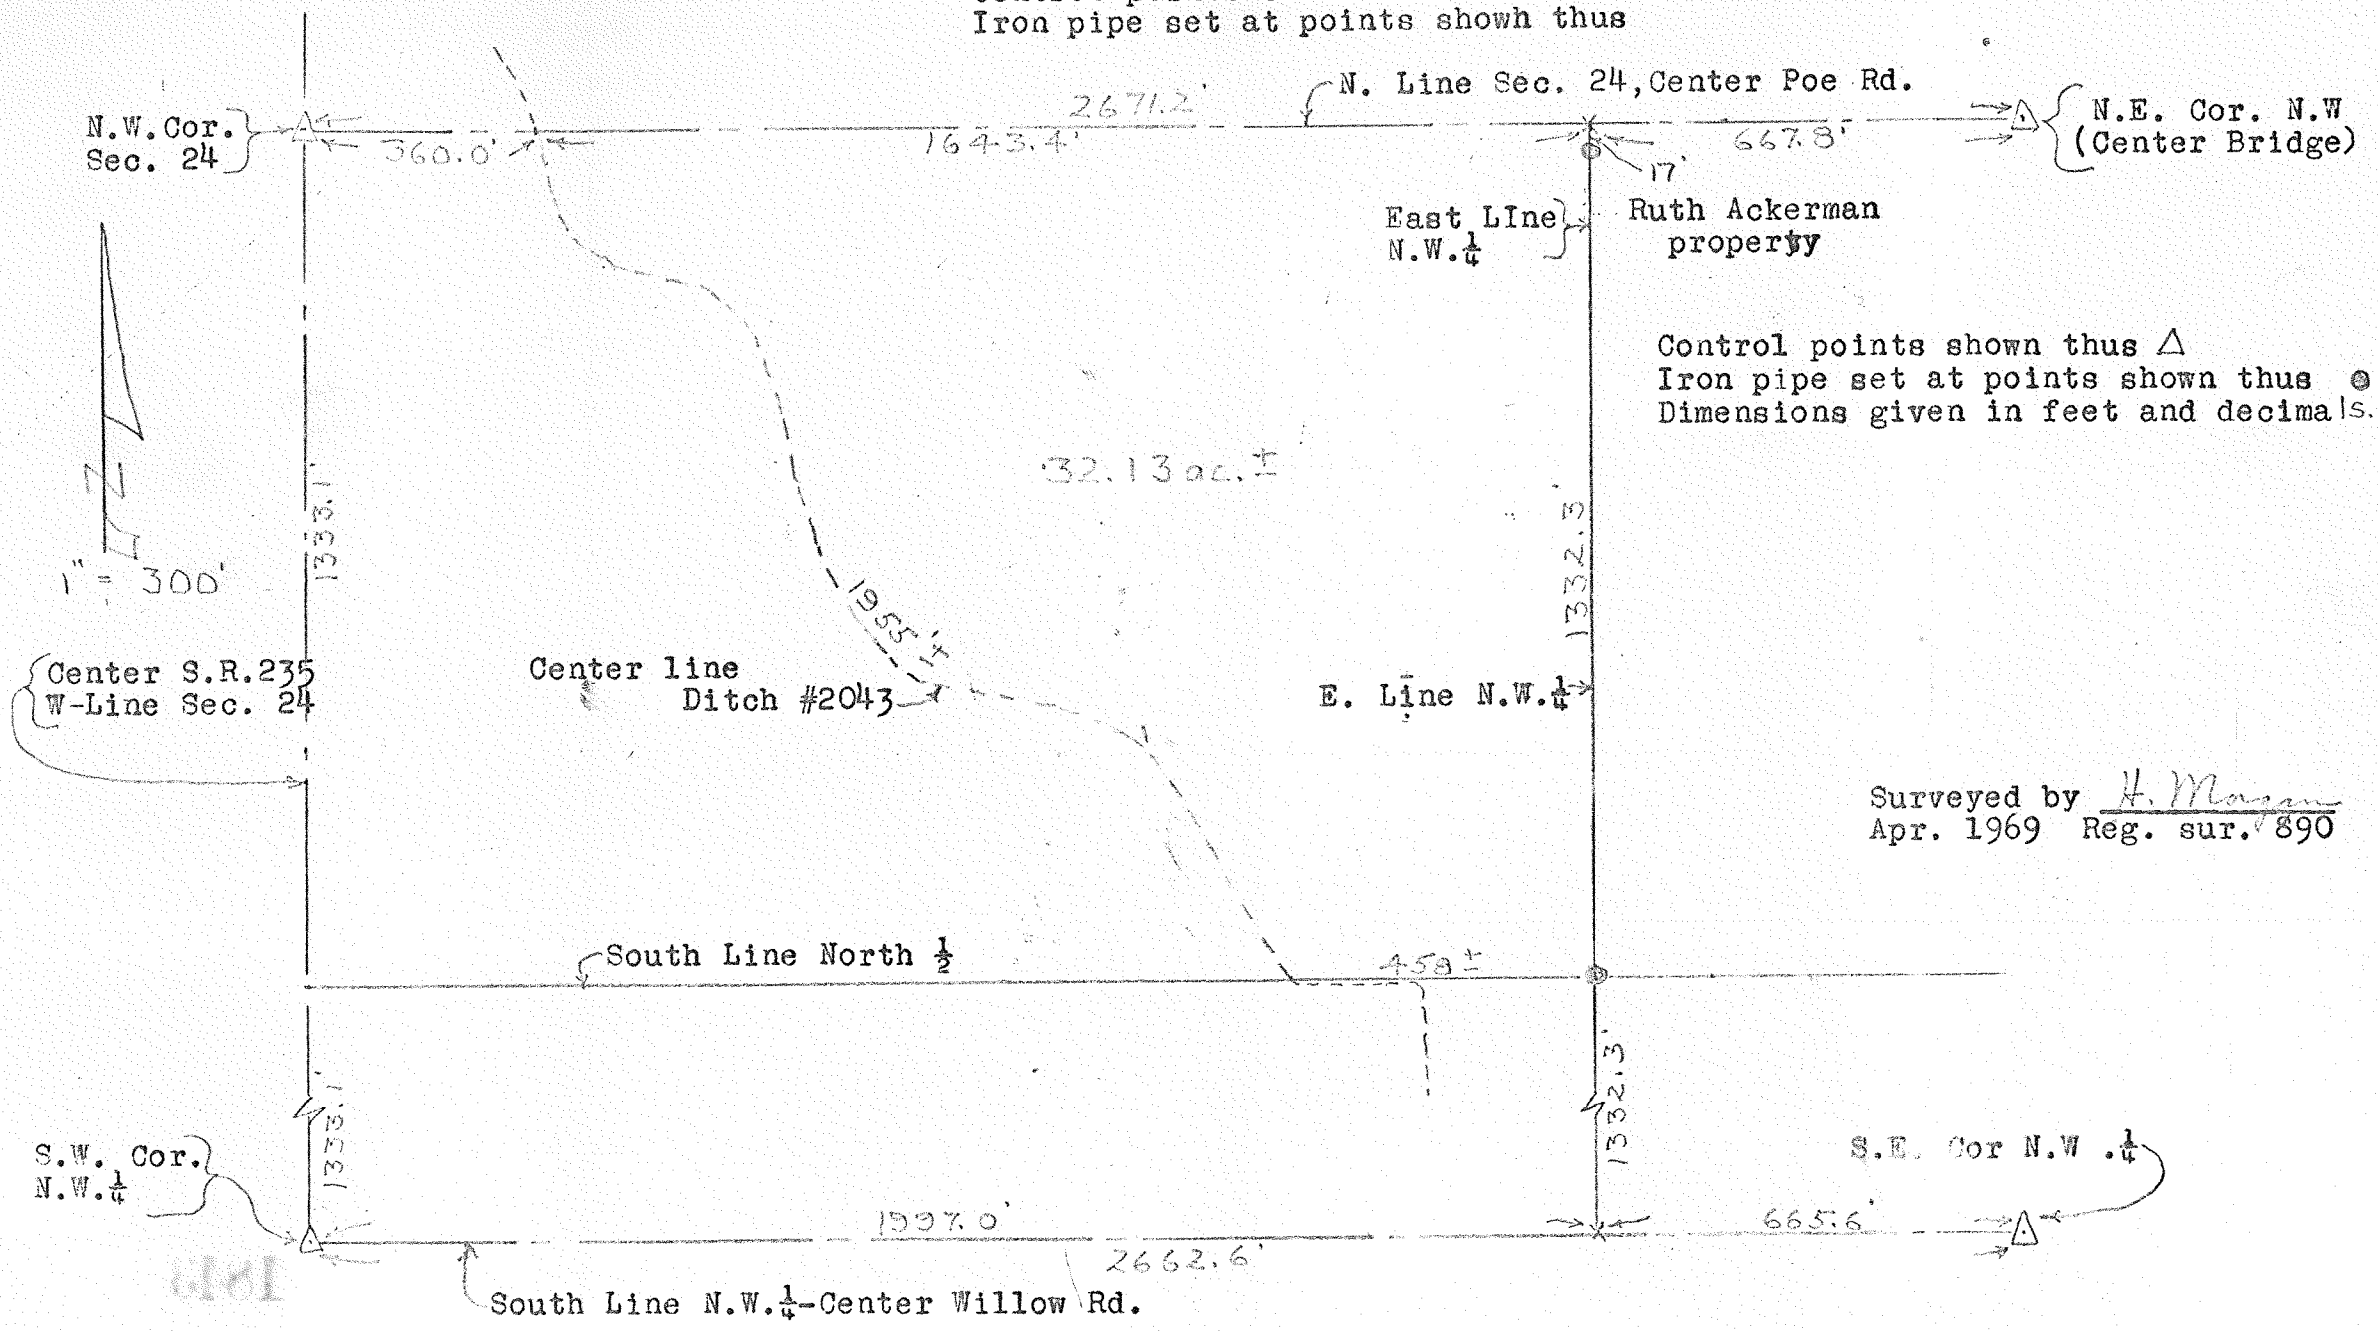 Iron pipe set at points shown thus
N. Line Sec. 24, Center Poe Rd.
2671.2'
N.W. Cor.
Sec. 24
360.0'
1643.4'
667.8'
N.E. Cor. N.W
(Center Bridge)
17'
East LIne
N.W.¼
Ruth Ackerman
property
Control points shown thus △
Iron pipe set at points shown thus ●
Dimensions given in feet and decimals.
N
32.13 ac.±
1333.1'
1332.3'
1" = 300'
1955.4'
Center S.R.235
W-Line Sec. 24
Center line
Ditch #2043
E. Line N.W.¼
Surveyed by H.
Apr. 1969 Reg. sur. 890
South Line North ½
458±
1333.1'
1332.3'
S.W. Cor.
N.W.¼
S.E. Cor N.W .¼
1997.0'
665.6'
2662.6'
South Line N.W.¼-Center Willow Rd.